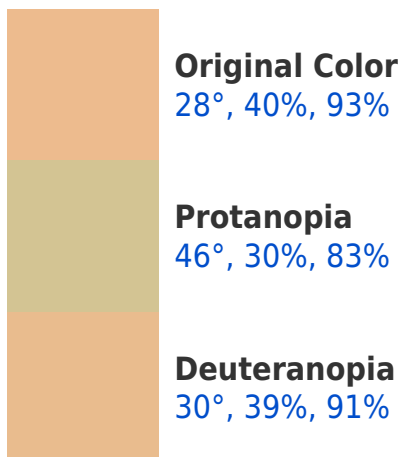 Original Color
28°, 40%, 93%
Protanopia
46°, 30%, 83%
Deuteranopia
30°, 39%, 91%